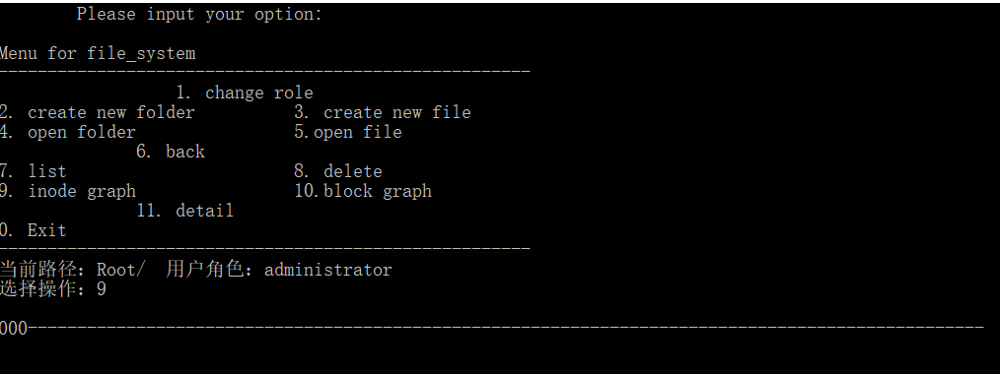 Please input your option:
Menu for file_system
------------------------------------------------------
1. change role
2. create new folder 3. create new file
4. open folder 5.open file
6. back
7. list 8. delete
9. inode graph 10.block graph
11. detail
0. Exit
------------------------------------------------------
当前路径：Root/ 用户角色：administrator
选择操作：9
000-------------------------------------------------------------------------------------------------